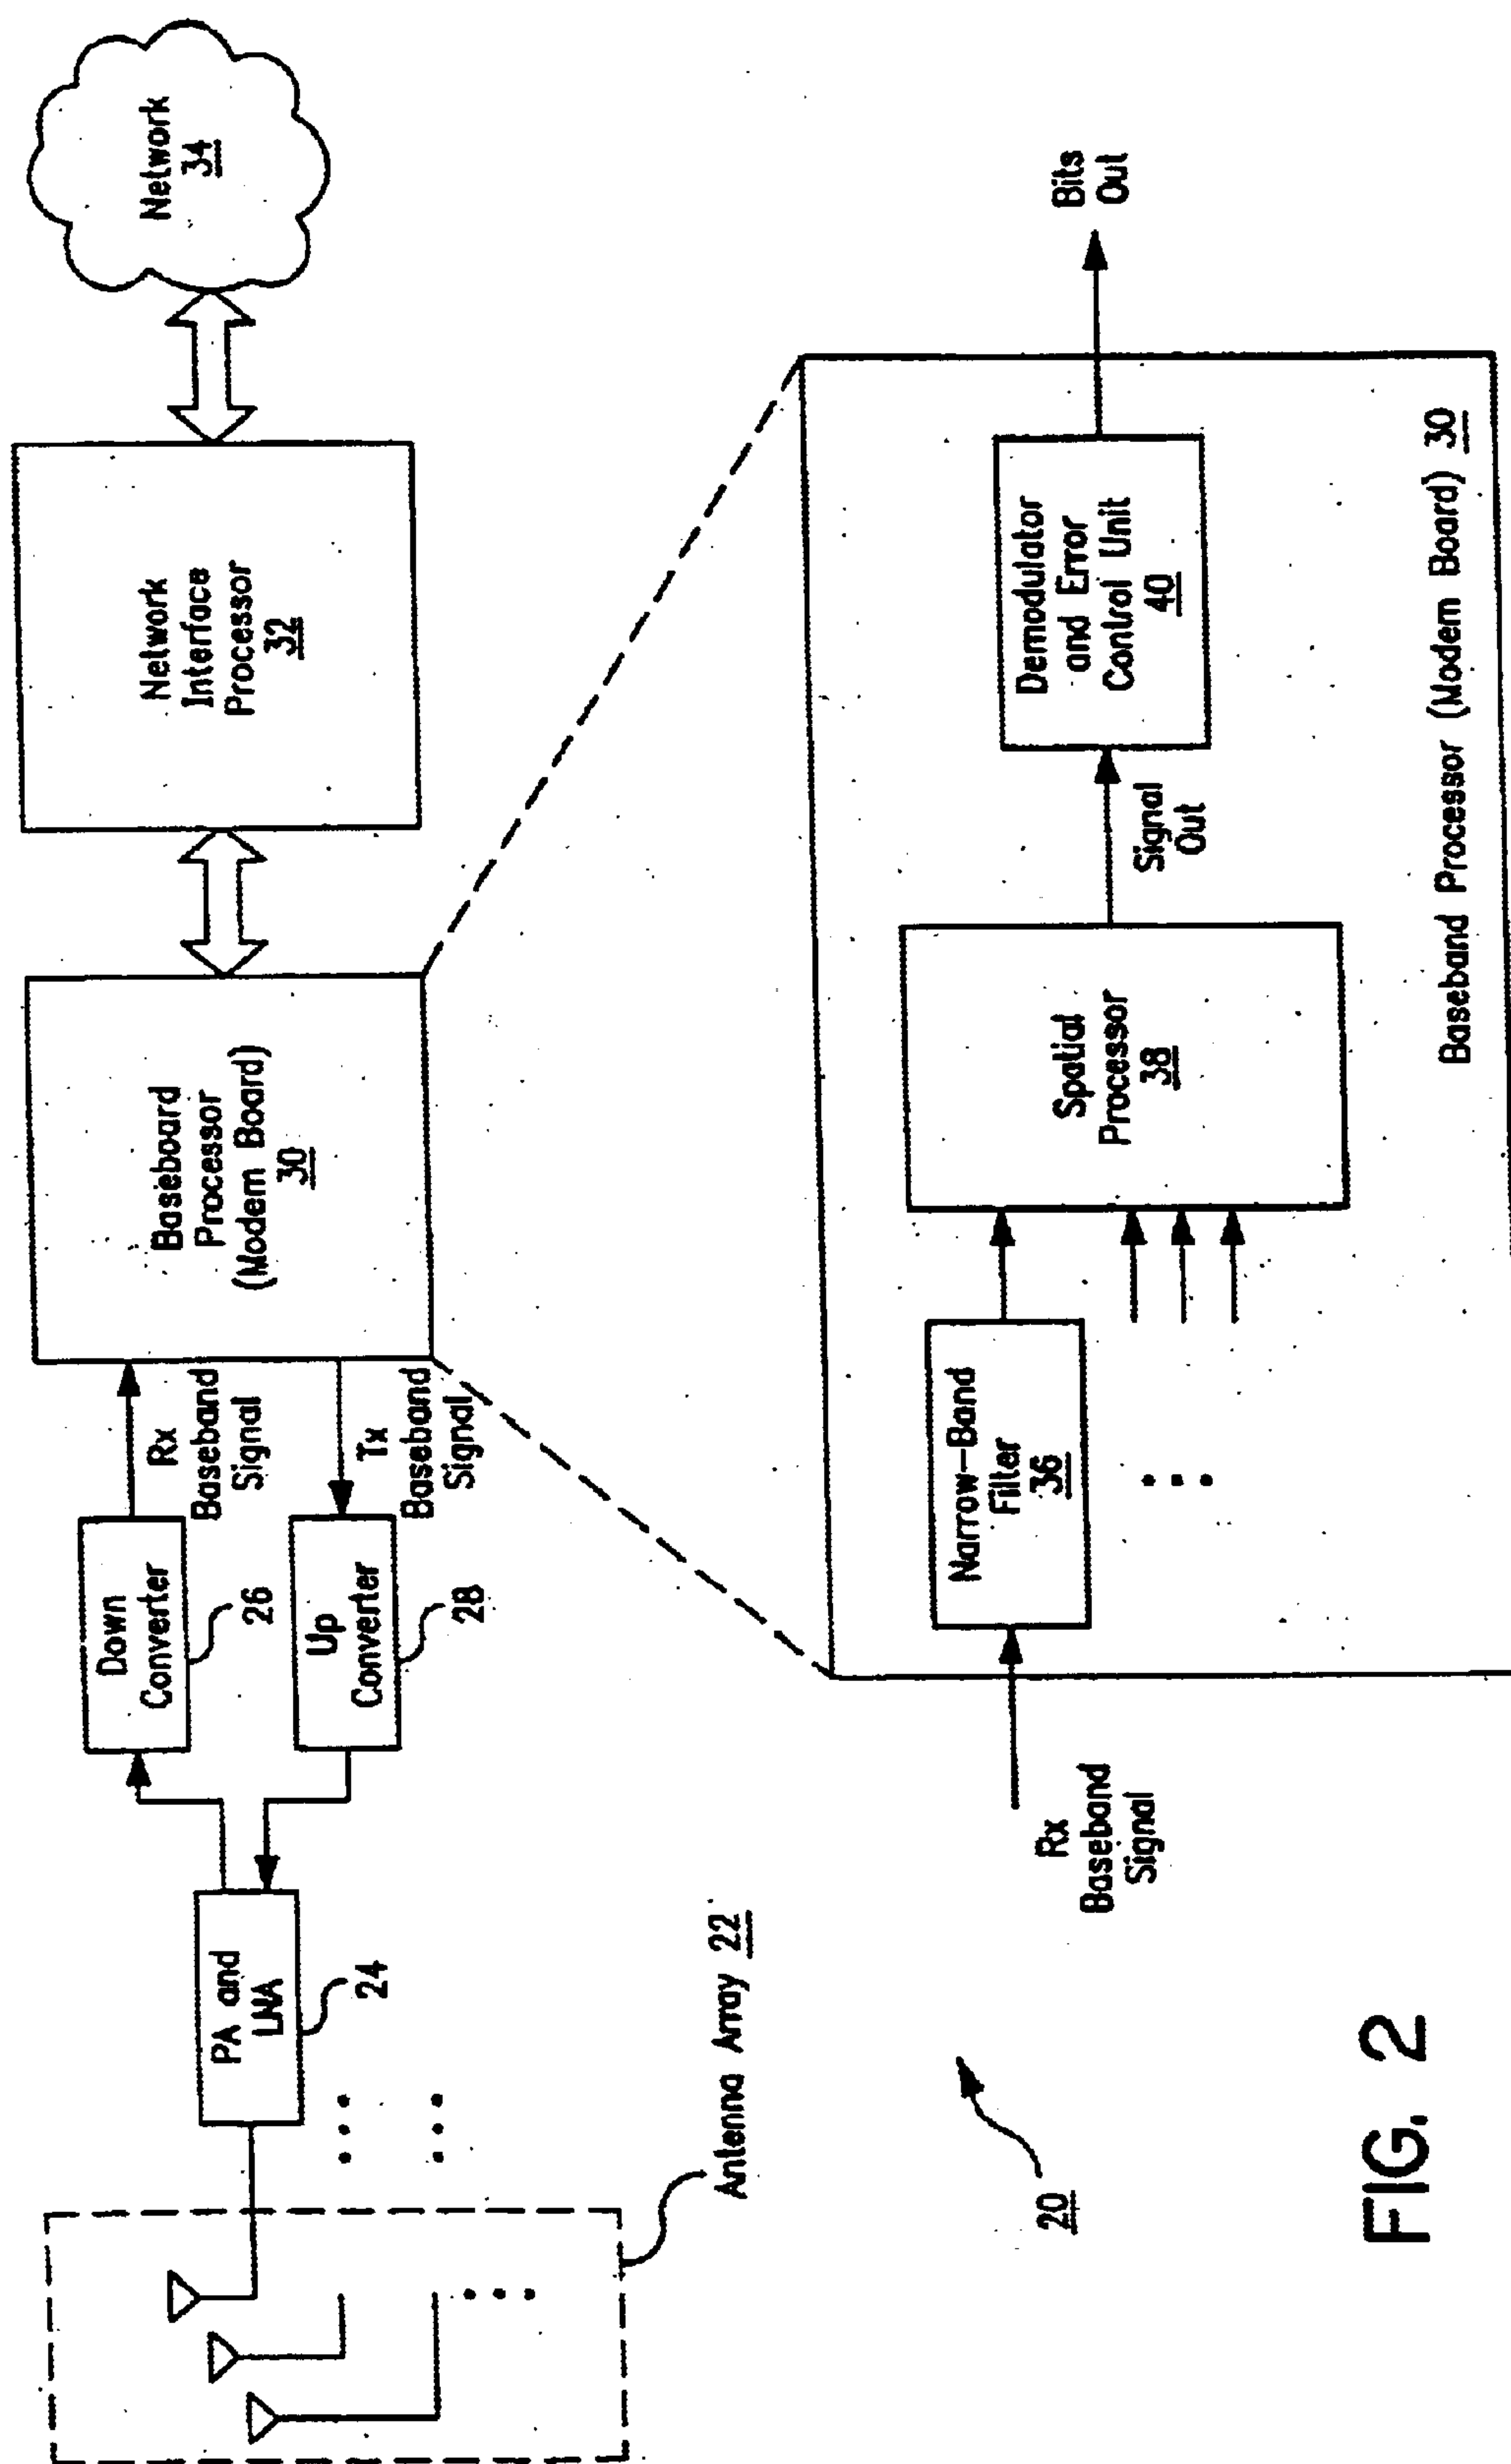 Antenna Array 22
PA and
LNA
24
Down
Converter
26
Up
Converter
28
Rx
Baseband
Signal
Tx
Baseband
Signal
Baseboard
Processor
(Modem Board)
30
Network
Interface
Processor
32
Network
34
Rx
Baseband
Signal
Narrow-Band
Filter
36
Spatial
Processor
38
Signal
Out
Demodulator
and Error
Control Unit
40
Bits
Out
Baseband Processor (Modem Board) 30
20
FIG. 2